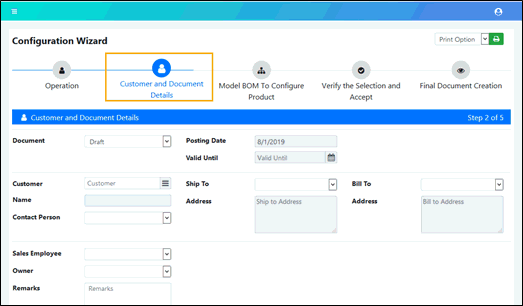 Configuration Wizard
Print Option
Operation
Customer and Document
Details
Model BOM To Configure
Product
Verify the Selection and
Accept
Final Document Creation
Customer and Document Details
Step 2 of 5
Document
Draft
Posting Date
8/1/2019
Valid Until
Valid Until
Customer
Customer
Ship To
Bill To
Name
Address
Ship to Address
Address
Bill to Address
Contact Person
Sales Employee
Owner
Remarks
Remarks